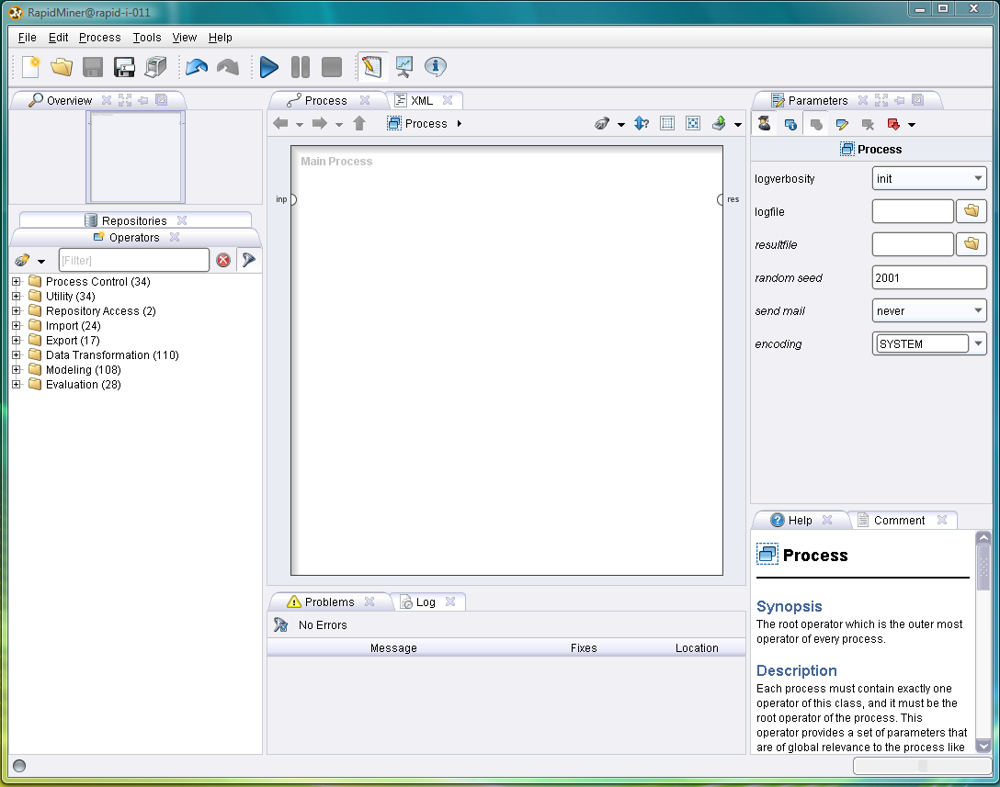 RapidMiner@rapid-i-011
File Edit Process Tools View Help
Overview
Repositories
Operators
[Filter]
Process Control (34)
Utility (34)
Repository Access (2)
Import (24)
Export (17)
Data Transformation (110)
Modeling (108)
Evaluation (28)
Process XML
Process
Main Process
inp
res
Problems Log
No Errors
Message Fixes Location
Parameters
Process
logverbosity init
logfile
resultfile
random seed 2001
send mail never
encoding SYSTEM
Help Comment
Process
Synopsis
The root operator which is the outer most
operator of every process.
Description
Each process must contain exactly one
operator of this class, and it must be the
root operator of the process. This
operator provides a set of parameters that
are of global relevance to the process like